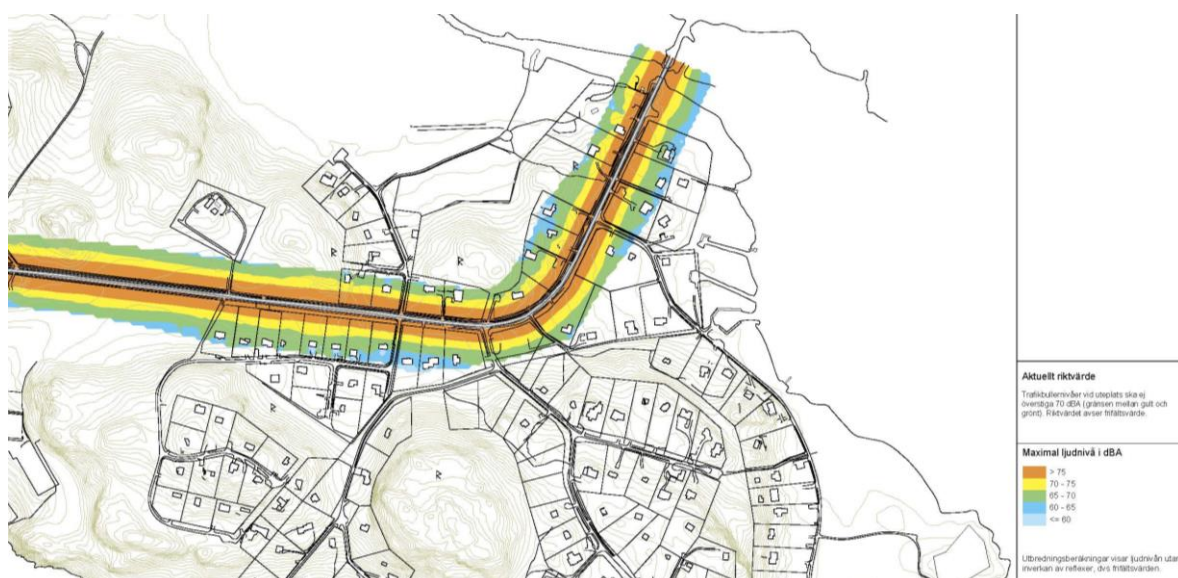 Aktuellt riktvärde
Trafikbullernivåer vid uteplats ska ej
överstiga 70 dBA (gränsen mellan gult och
grönt). Riktvärdet avser frifältsvärde.
Maximal ljudnivå i dBA
> 75
70 - 75
65 - 70
60 - 65
<= 60
Utbredningsberäkningar visar ljudnivån utan
inverkan av reflexer, dvs frifältsvärden.